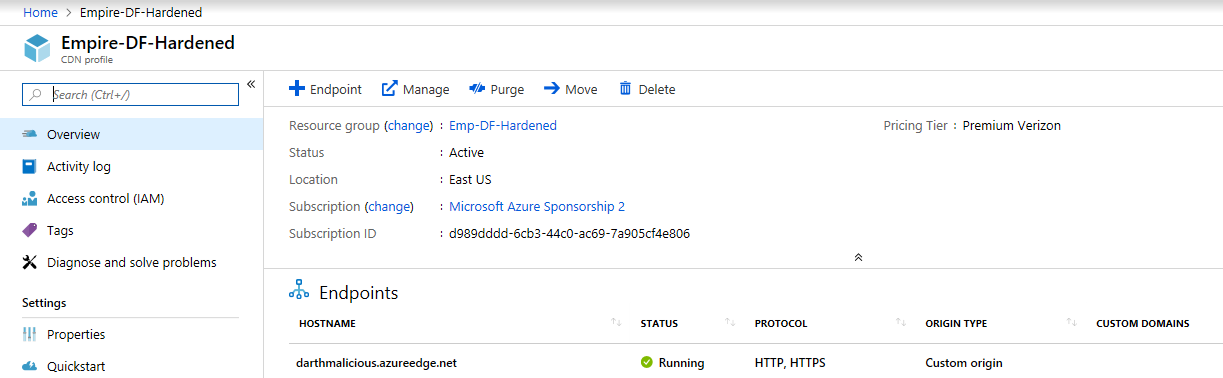 Home > Empire-DF-Hardened
Empire-DF-Hardened
CDN profile
Search (Ctrl+/)
Overview
Activity log
Access control (IAM)
Tags
Diagnose and solve problems
Settings
Properties
Quickstart
Endpoint Manage Purge Move Delete
Resource group (change) : Emp-DF-Hardened Pricing Tier : Premium Verizon
Status : Active
Location : East US
Subscription (change) : Microsoft Azure Sponsorship 2
Subscription ID : d989dddd-6cb3-44c0-ac69-7a905cf4e806
Endpoints
HOSTNAME STATUS PROTOCOL ORIGIN TYPE CUSTOM DOMAINS
darthmalicious.azureedge.net Running HTTP, HTTPS Custom origin